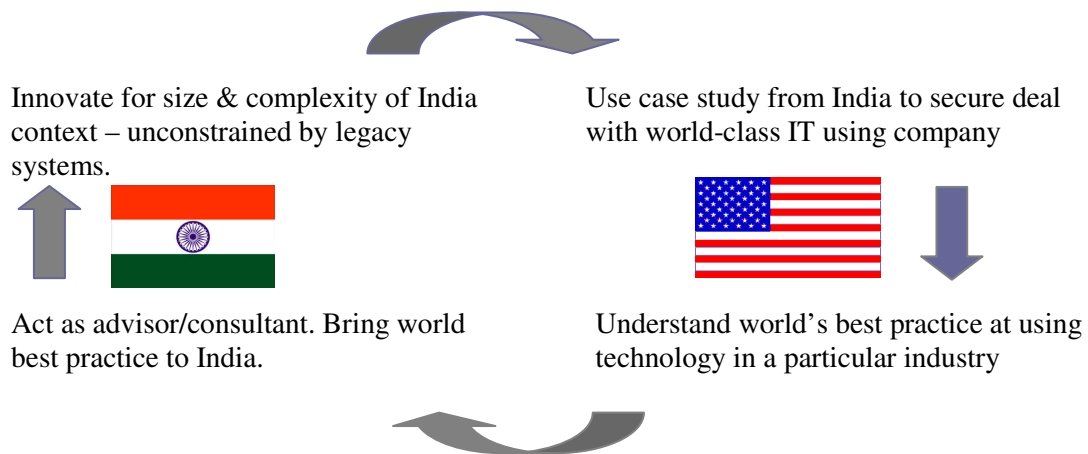 Innovate for size & complexity of India
context – unconstrained by legacy
systems.
Use case study from India to secure deal
with world-class IT using company
Act as advisor/consultant. Bring world
best practice to India.
Understand world’s best practice at using
technology in a particular industry